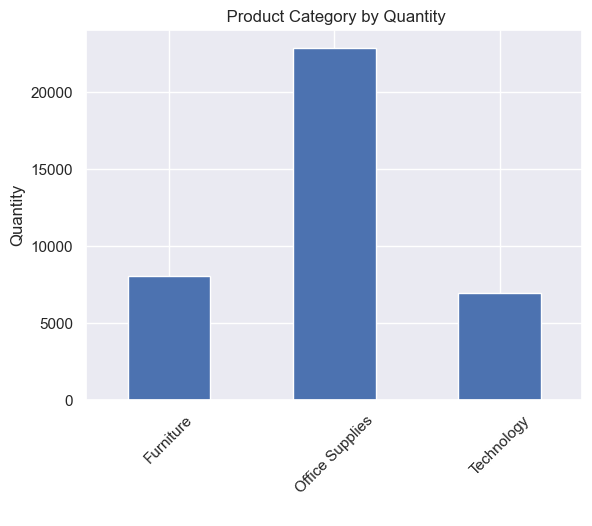 Product Category by Quantity
Quantity
20000
15000
10000
5000
0
Furniture
Office Supplies
Technology